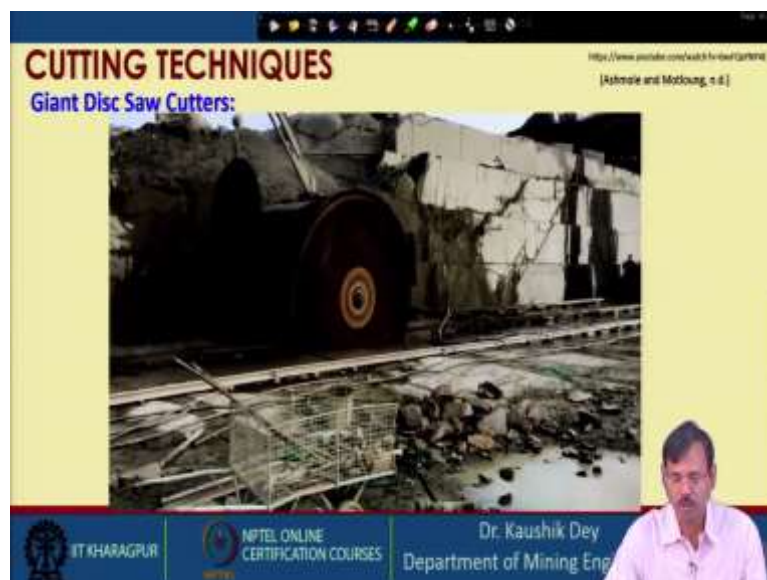 CUTTING TECHNIQUES
(Ashmole and Motloung, n.d.)
Giant Disc Saw Cutters:
IIT KHARAGPUR
NPTEL ONLINE
CERTIFICATION COURSES
Dr. Kaushik Dey
Department of Mining Eng